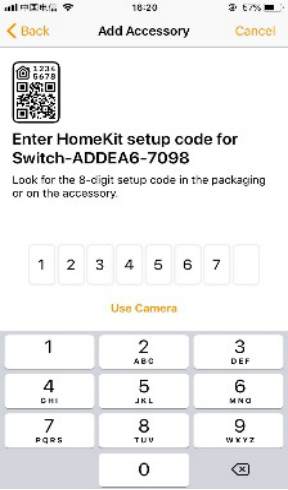 中国电信 18:20 67%
Back Add Accessory Cancel
1234
5678
Enter HomeKit setup code for
Switch-ADDEA6-7098
Look for the 8-digit setup code in the packaging
or on the accessory.
1 2 3 4 5 6 7
Use Camera
1 2 3
ABC DEF
4 5 6
GHI JKL MNO
7 8 9
PQRS TUV WXYZ
0